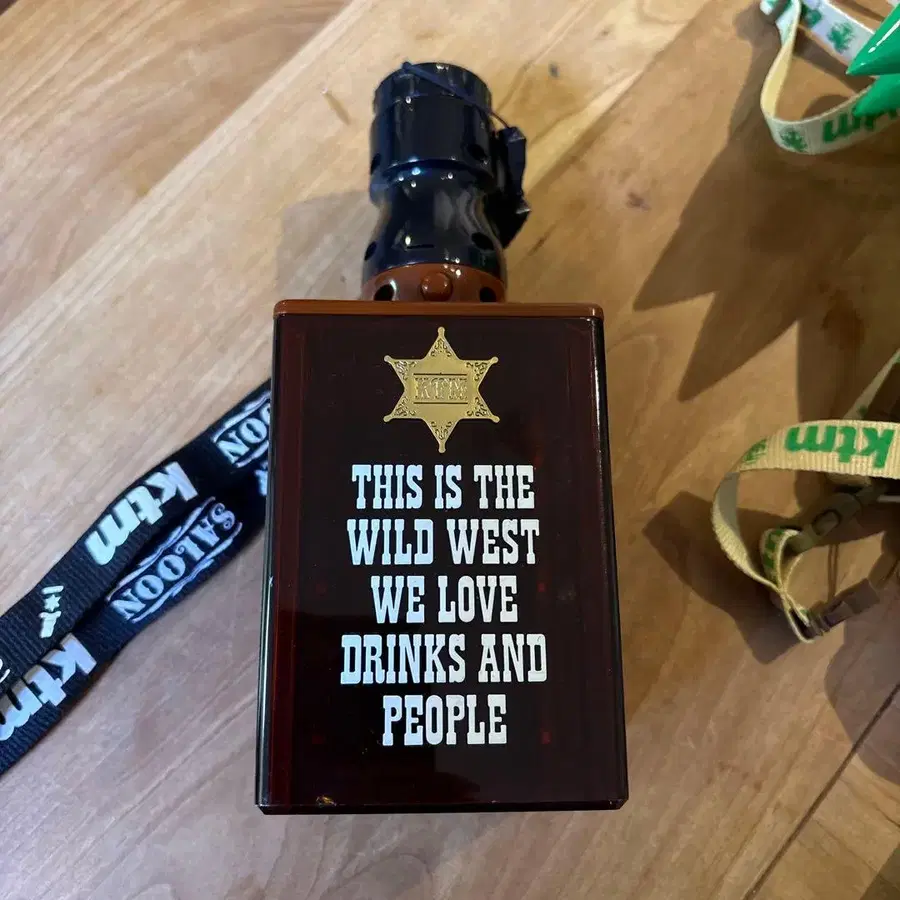 KTM
THIS IS THE
WILD WEST
WE LOVE
DRINKS AND
PEOPLE
SALOON
ktm
SALOON
ktm
ktm
ktm